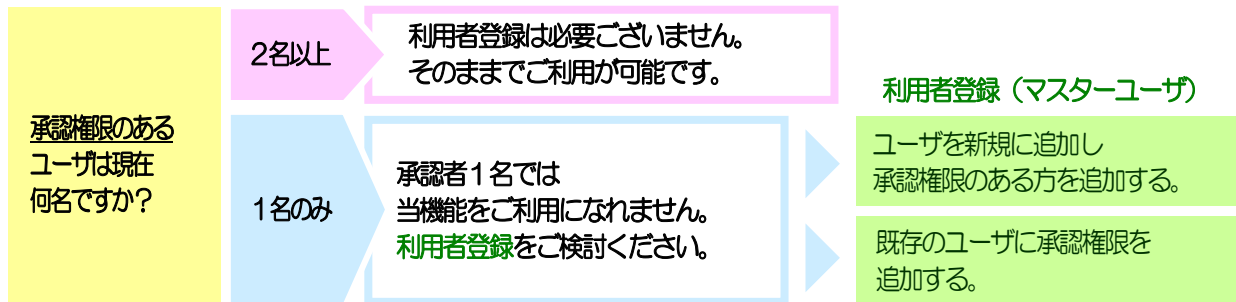 承認権限のある
ユーザは現在
何名ですか？
２名以上
利用者登録は必要ございません。
そのままでご利用が可能です。
１名のみ
承認者１名では
当機能をご利用になれません。
利用者登録をご検討ください。
利用者登録（マスターユーザ）
ユーザを新規に追加し
承認権限のある方を追加する。
既存のユーザに承認権限を
追加する。